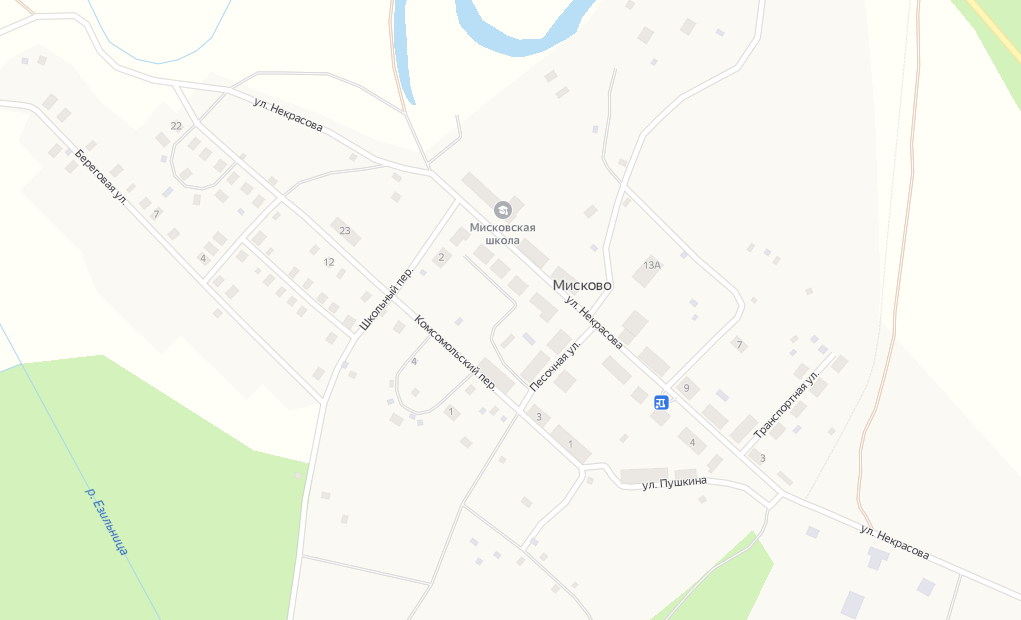 ул. Некрасова
22
Береговая ул.
7
4
23
12
Школьный пер.
2
Мисковская
школа
Мисково
13А
ул. Некрасова
Комсомольский пер.
4
1
Песочная ул.
3
1
7
9
4
3
Транспортная ул.
ул. Пушкина
ул. Некрасова
р. Езильница